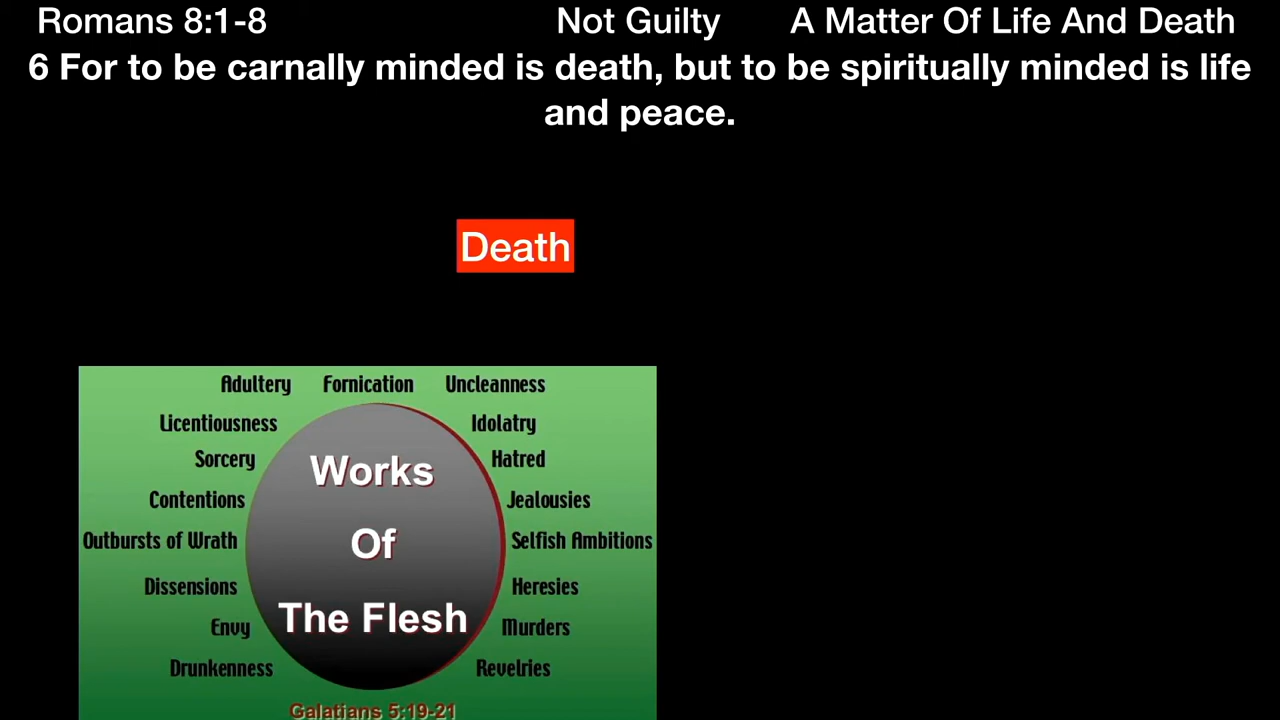 Romans 8:1-8 Not Guilty A Matter Of Life And Death
6 For to be carnally minded is death, but to be spiritually minded is life
and peace.
Death
Adultery Fornication Uncleanness
Licentiousness Idolatry
Sorcery Hatred
Contentions Jealousies
Outbursts of Wrath Selfish Ambitions
Dissensions Heresies
Envy Murders
Drunkenness Revelries
Works
Of
The Flesh
Galatians 5:19-21